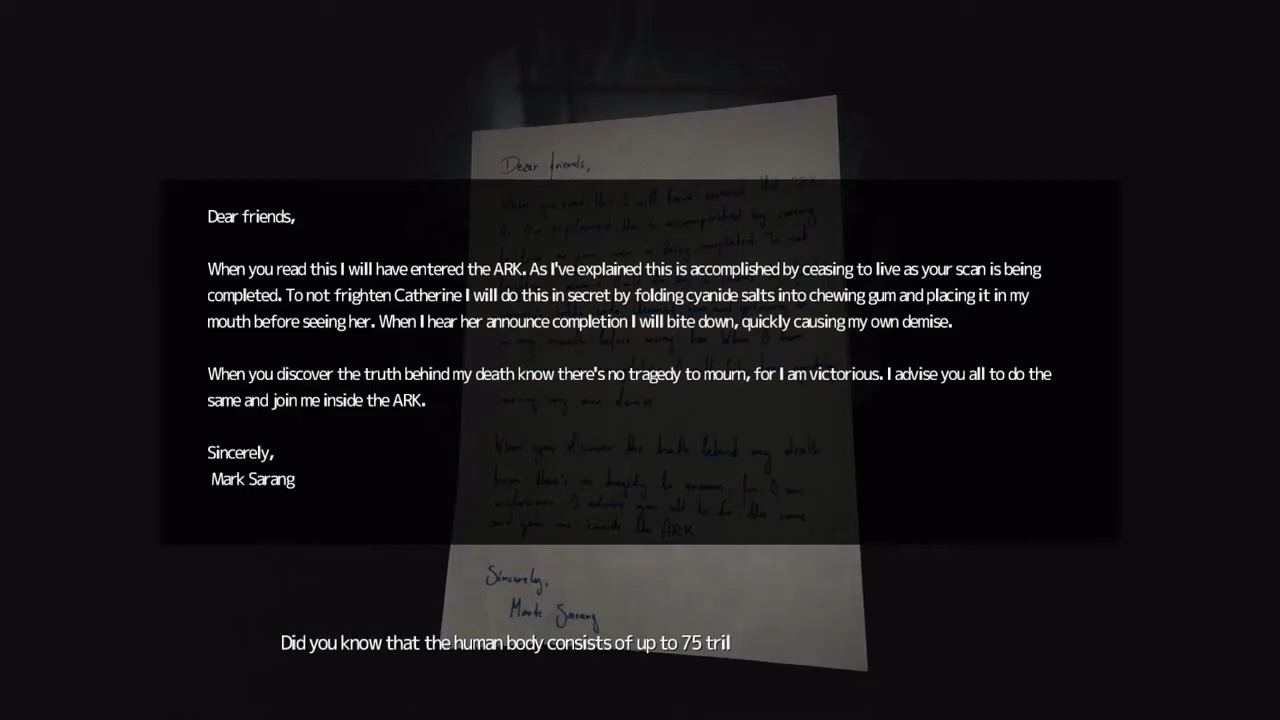 Dear friends,
Dear friends,
When you read this I will have entered the ARK. As I've explained this is accomplished by ceasing to live as your scan is being
completed. To not frighten Catherine I will do this in secret by folding cyanide salts into chewing gum and placing it in my
mouth before seeing her. When I hear her announce completion I will bite down, quickly causing my own demise.
When you discover the truth behind my death know there's no tragedy to mourn, for I am victorious. I advise you all to do the
same and join me inside the ARK.
Sincerely,
Mark Sarang
Sincerely,
Mark Sarang
Did you know that the human body consists of up to 75 tril